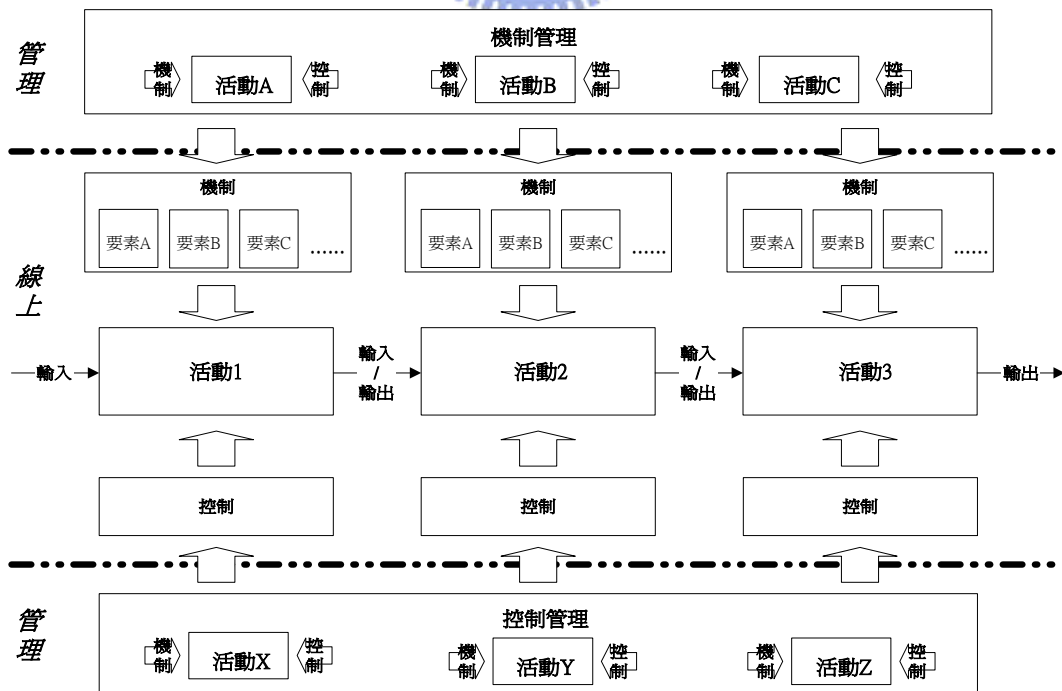 管理
機制管理
機制
活動A
控制
機制
活動B
控制
機制
活動C
控制
機制
要素A
要素B
要素C
......
機制
要素A
要素B
要素C
......
機制
要素A
要素B
要素C
......
線上
輸入
活動1
輸入
/
輸出
活動2
輸入
/
輸出
活動3
輸出
控制
控制
控制
管理
控制管理
機制
活動X
控制
機制
活動Y
控制
機制
活動Z
控制